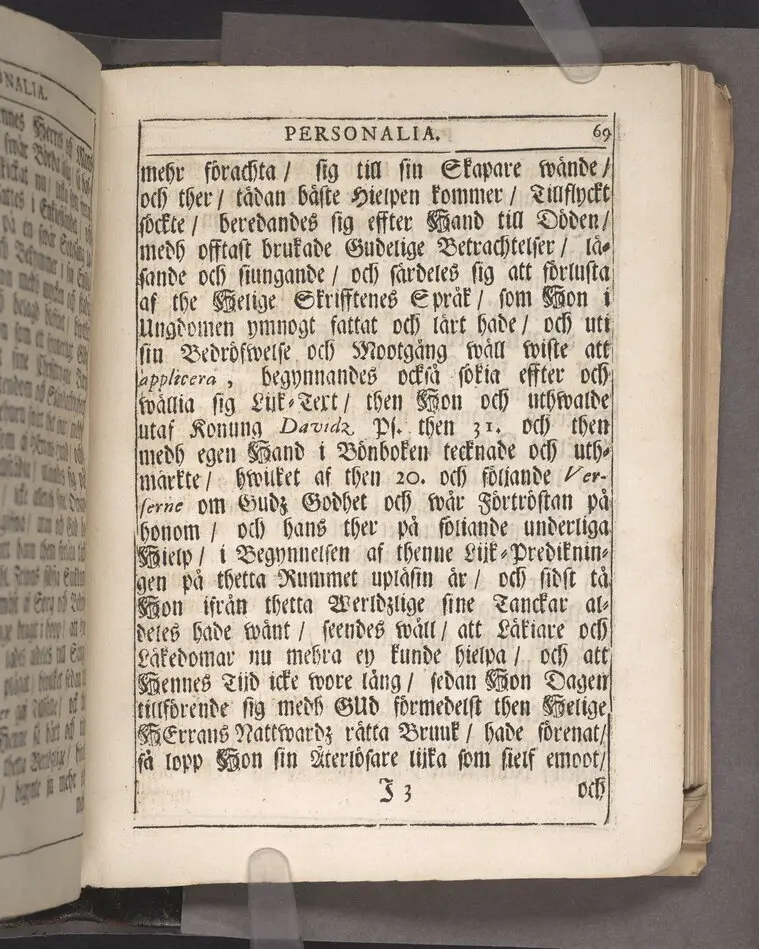 PERSONALIA. 69
mehr förachta / sig till sin Skapare wände /
och ther / tädan bäste Hielpen kommer / Tillflyckt
söckte / beredandes sig effter Hand till Döden /
medh offtast brukade Gudelige Betrachtelser / lä-
sande och siungande / och särdeles sig att förlusta
af the Helige Skrifftenes Språk / som Hon i
Ungdomen ymnogt fattat och lärt hade / och uti
sin Bedröfwelse och Mootgång wäll wiste att
applicera, begynnandes också sökia effter och
wällia sig Lijk-Text / then Hon och uthwalde
utaf Konung Davidz Ps. then 31. och then
medh egen Hand i Bönboken tecknade och uth-
märkte / hwilket af then 20. och följande Ver-
serne om Gudz Godhet och wår Förtröstan på
honom / och hans ther på föliande underliga
Hielp / i Begynnelsen af thenne Lijk-Prediknin-
gen på thetta Rummet upläsin är / och sidst tå
Hon ifrån thetta Werldzlige sine Tanckar al-
deles hade wänt / seendes wäll / att Läkiare och
Läkedomar nu mehra ey kunde hielpa / och att
Hennes Tijd icke wore lång / sedan Hon Dagen
tillförende sig medh GUd förmedelst then Helige
HErrans Nattwardz rätta Bruuk / hade förenat /
så lopp Hon sin Återlösare lijka som sielf emoot /
J 3 och